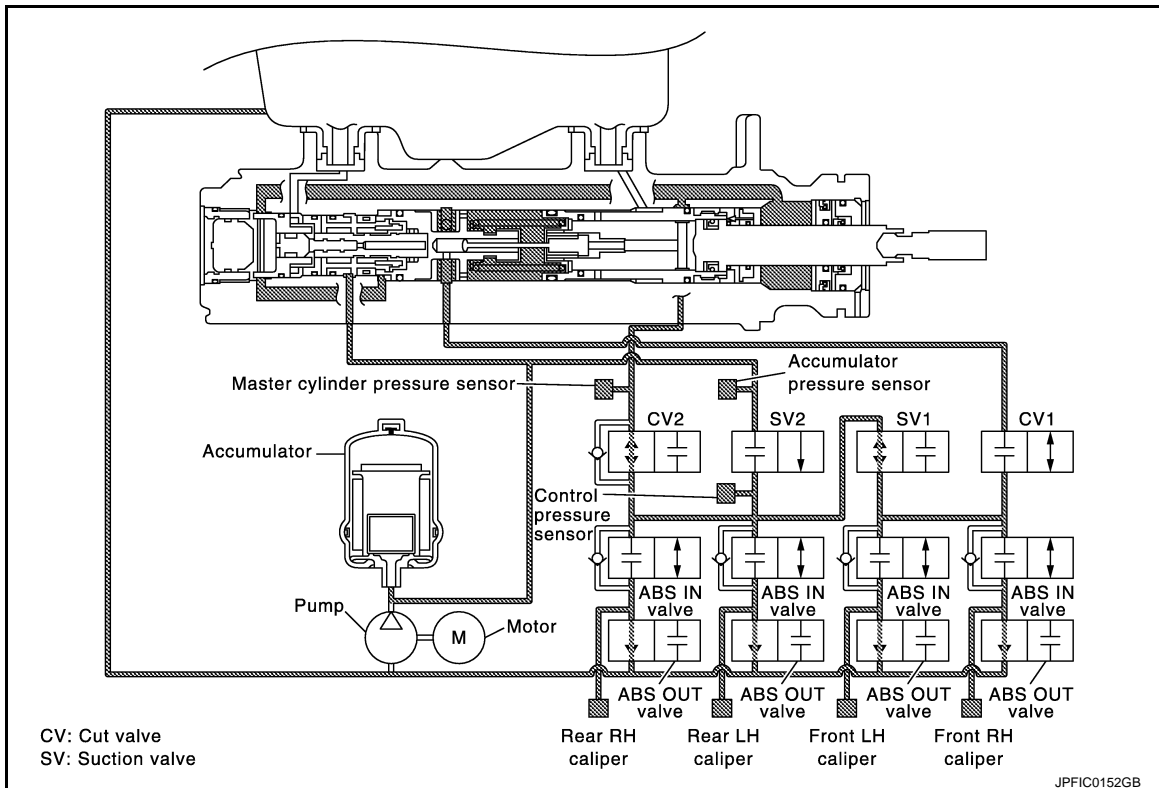 Master cylinder pressure sensor
Accumulator
pressure sensor
Accumulator
CV2
SV2
SV1
CV1
Control
pressure
sensor
ABS IN
valve
ABS IN
valve
ABS IN
valve
ABS IN
valve
Pump
M
Motor
ABS OUT
valve
ABS OUT
valve
ABS OUT
valve
ABS OUT
valve
Rear RH
caliper
Rear LH
caliper
Front LH
caliper
Front RH
caliper
CV: Cut valve
SV: Suction valve
JPFIC0152GB